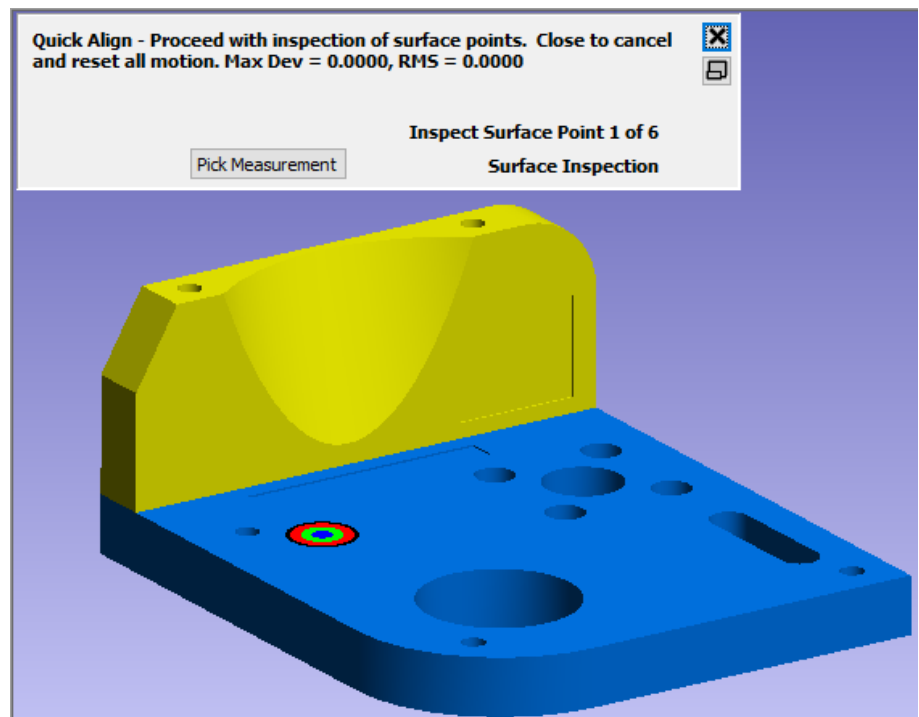 Quick Align - Proceed with inspection of surface points.  Close to cancel
and reset all motion. Max Dev = 0.0000, RMS = 0.0000
Inspect Surface Point 1 of 6
Pick Measurement
Surface Inspection